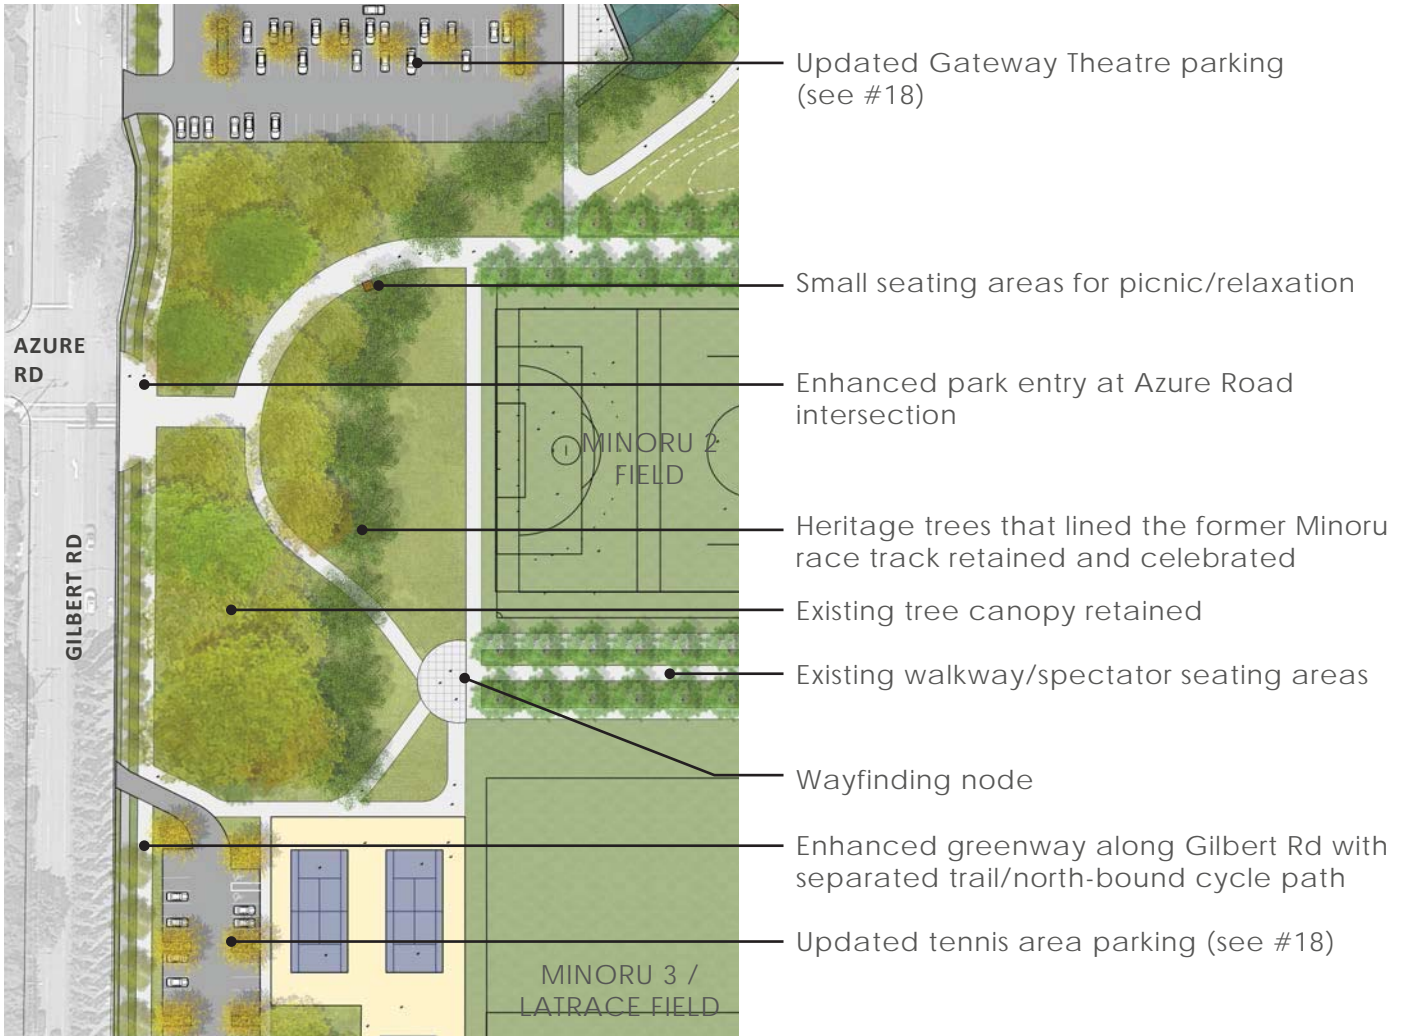 Updated Gateway Theatre parking
(see #18)
Small seating areas for picnic/relaxation
AZURE
RD
Enhanced park entry at Azure Road
intersection
MINORU 2
FIELD
Heritage trees that lined the former Minoru
race track retained and celebrated
GILBERT RD
Existing tree canopy retained
Existing walkway/spectator seating areas
Wayfinding node
Enhanced greenway along Gilbert Rd with
separated trail/north-bound cycle path
Updated tennis area parking (see #18)
MINORU 3 /
LATRACE FIELD